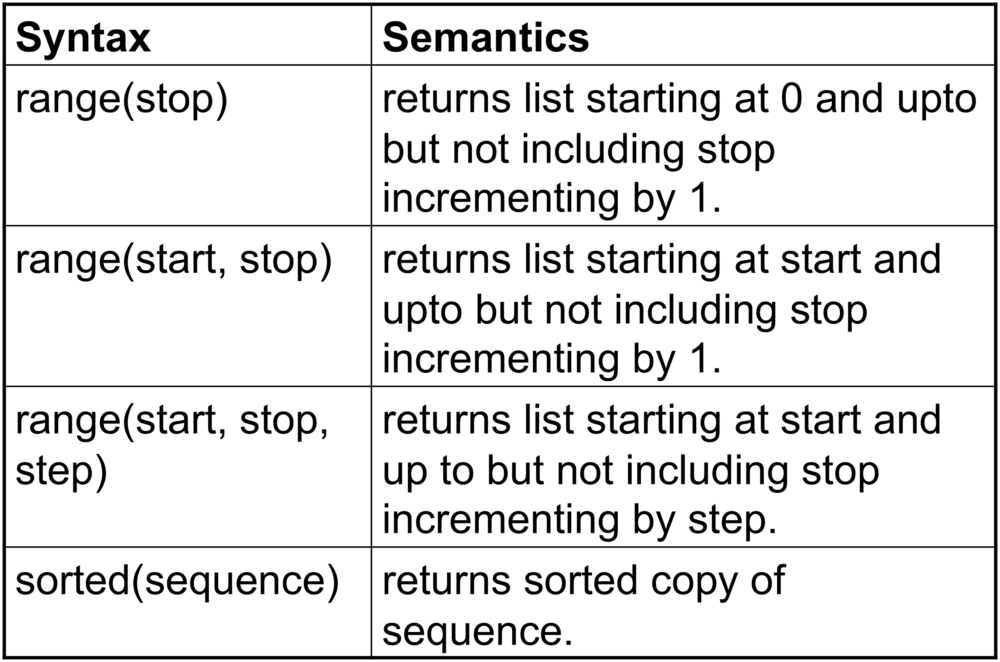 Syntax
Semantics
range(stop)
returns list starting at 0 and upto
but not including stop
incrementing by 1.
range(start, stop)
returns list starting at start and
upto but not including stop
incrementing by 1.
range(start, stop,
step)
returns list starting at start and
up to but not including stop
incrementing by step.
sorted(sequence)
returns sorted copy of
sequence.